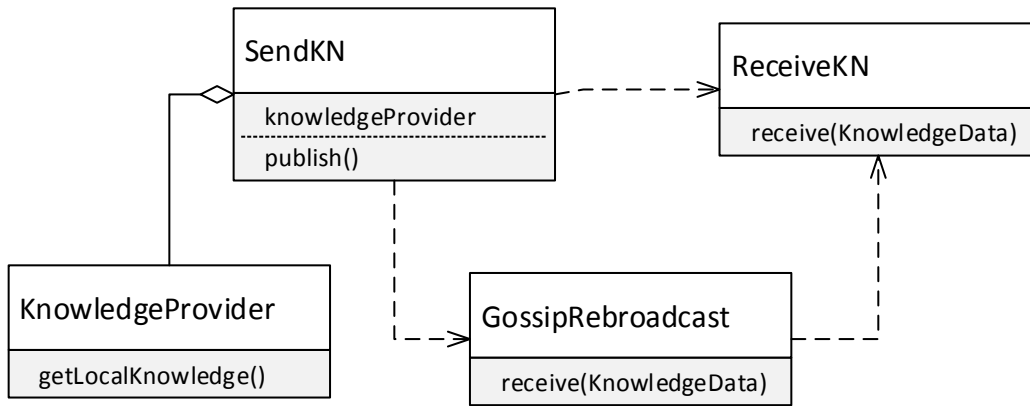 SendKN
knowledgeProvider
publish()
ReceiveKN
receive(KnowledgeData)
KnowledgeProvider
getLocalKnowledge()
GossipRebroadcast
receive(KnowledgeData)